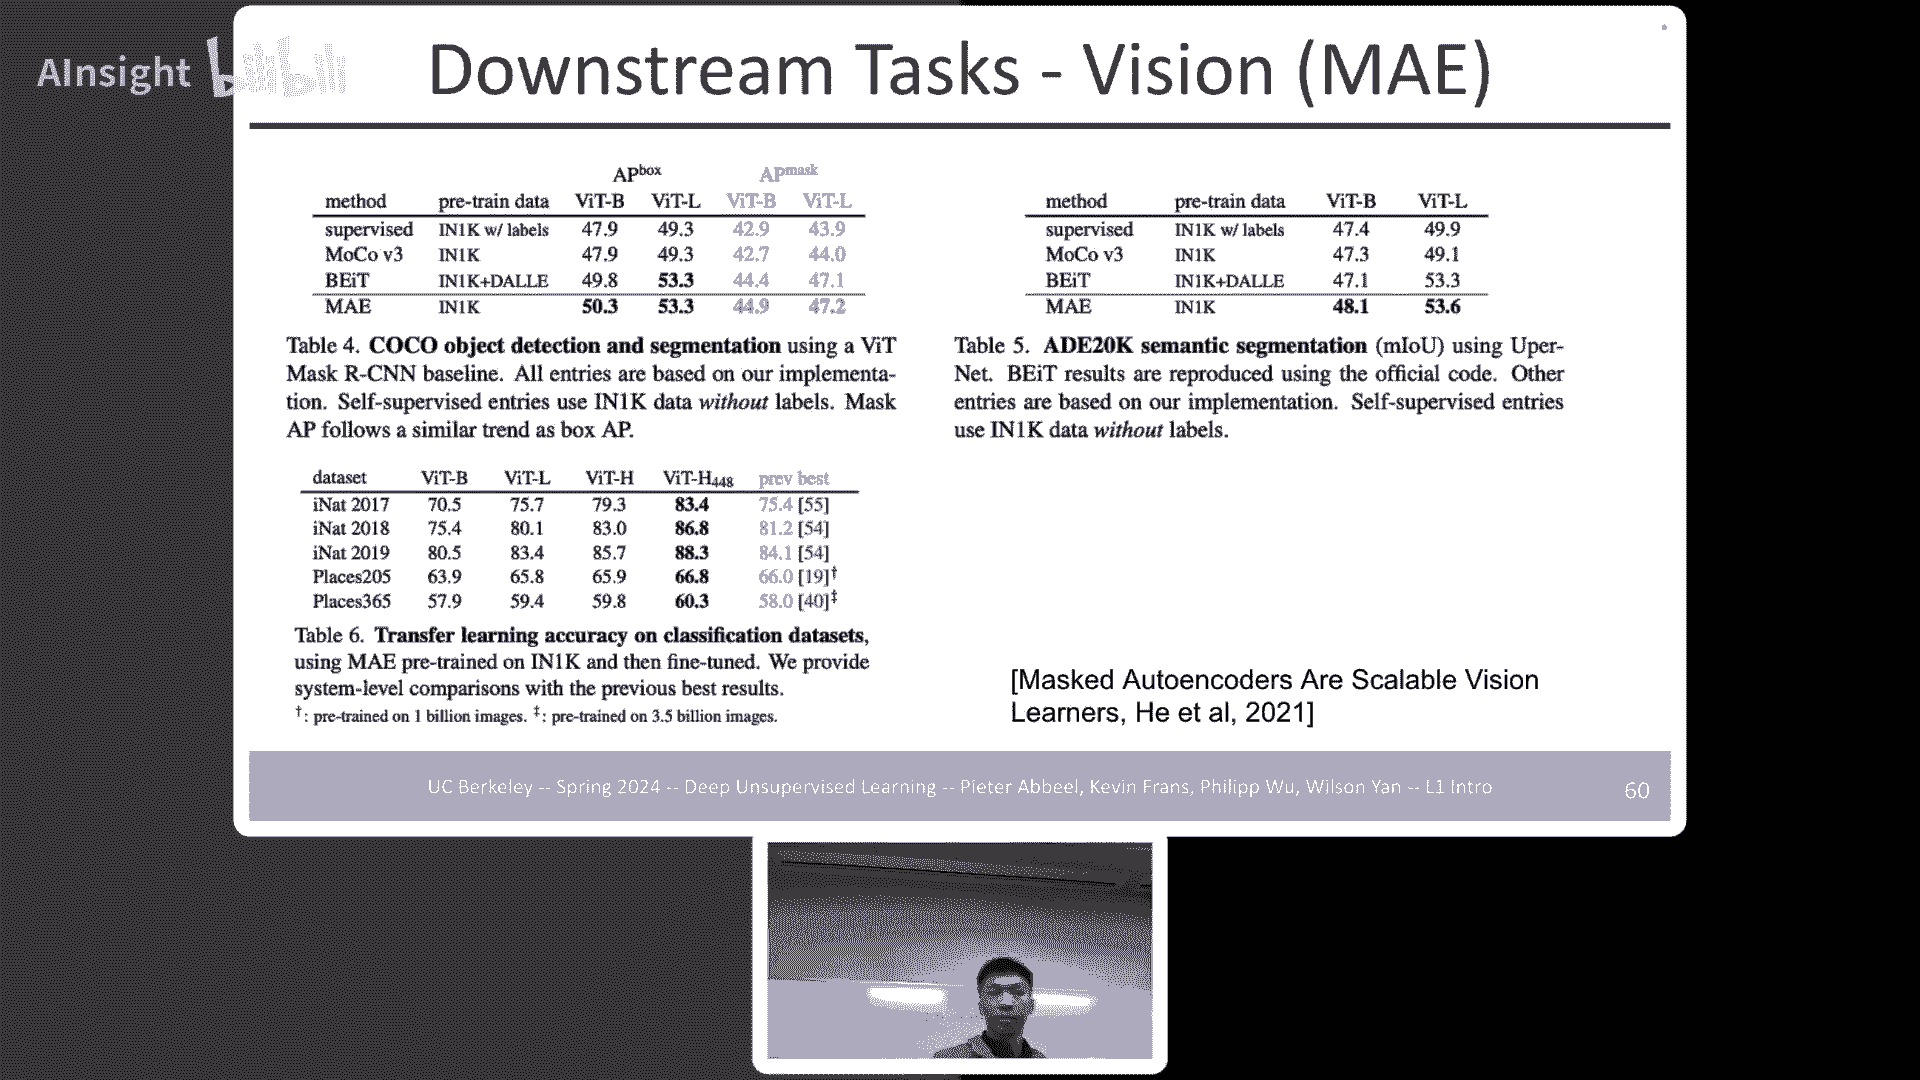 AInsight bilibili
Downstream Tasks - Vision (MAE)
APbox APmask
method pre-train data ViT-B ViT-L ViT-B ViT-L
supervised IN1K w/ labels 47.9 49.3 42.9 43.9
MoCo v3 IN1K 47.9 49.3 42.7 44.0
BEiT IN1K+DALLE 49.8 53.3 44.4 47.1
MAE IN1K 50.3 53.3 44.9 47.2
Table 4. COCO object detection and segmentation using a ViT
Mask R-CNN baseline. All entries are based on our implementa-
tion. Self-supervised entries use IN1K data without labels. Mask
AP follows a similar trend as box AP.
method pre-train data ViT-B ViT-L
supervised IN1K w/ labels 47.4 49.9
MoCo v3 IN1K 47.3 49.1
BEiT IN1K+DALLE 47.1 53.3
MAE IN1K 48.1 53.6
Table 5. ADE20K semantic segmentation (mIoU) using Uper-
Net. BEiT results are reproduced using the official code. Other
entries are based on our implementation. Self-supervised entries
use IN1K data without labels.
dataset ViT-B ViT-L ViT-H ViT-H448 prev best
iNat 2017 70.5 75.7 79.3 83.4 75.4 [55]
iNat 2018 75.4 80.1 83.0 86.8 81.2 [54]
iNat 2019 80.5 83.4 85.7 88.3 84.1 [54]
Places205 63.9 65.8 65.9 66.8 66.0 [19]†
Places365 57.9 59.4 59.8 60.3 58.0 [40]‡
Table 6. Transfer learning accuracy on classification datasets,
using MAE pre-trained on IN1K and then fine-tuned. We provide
system-level comparisons with the previous best results.
†: pre-trained on 1 billion images. ‡: pre-trained on 3.5 billion images.
[Masked Autoencoders Are Scalable Vision
Learners, He et al, 2021]
UC Berkeley -- Spring 2024 -- Deep Unsupervised Learning -- Pieter Abbeel, Kevin Frans, Philipp Wu, Wilson Yan -- L1 Intro 60